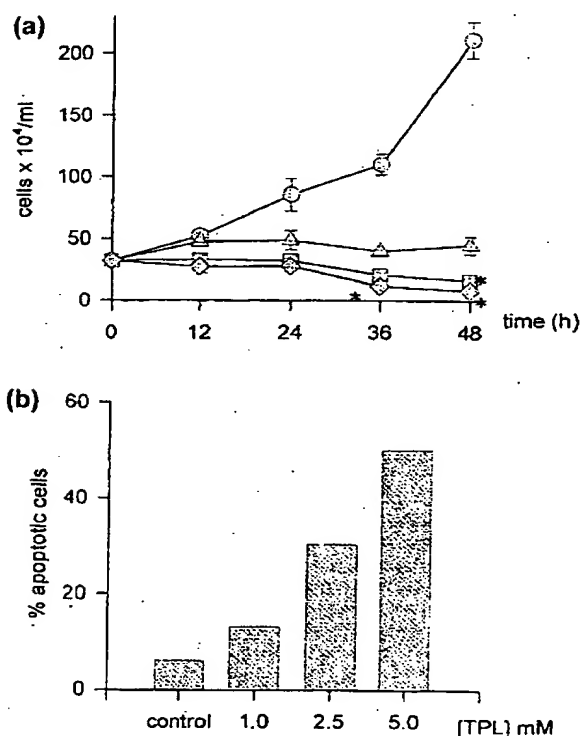 (a)
200
150
100
50
0
cells x 10⁴/ml
0 12 24 36 48 time (h)
* * *
(b)
60
40
20
0
% apoptotic cells
control 1.0 2.5 5.0 [TPL] mM